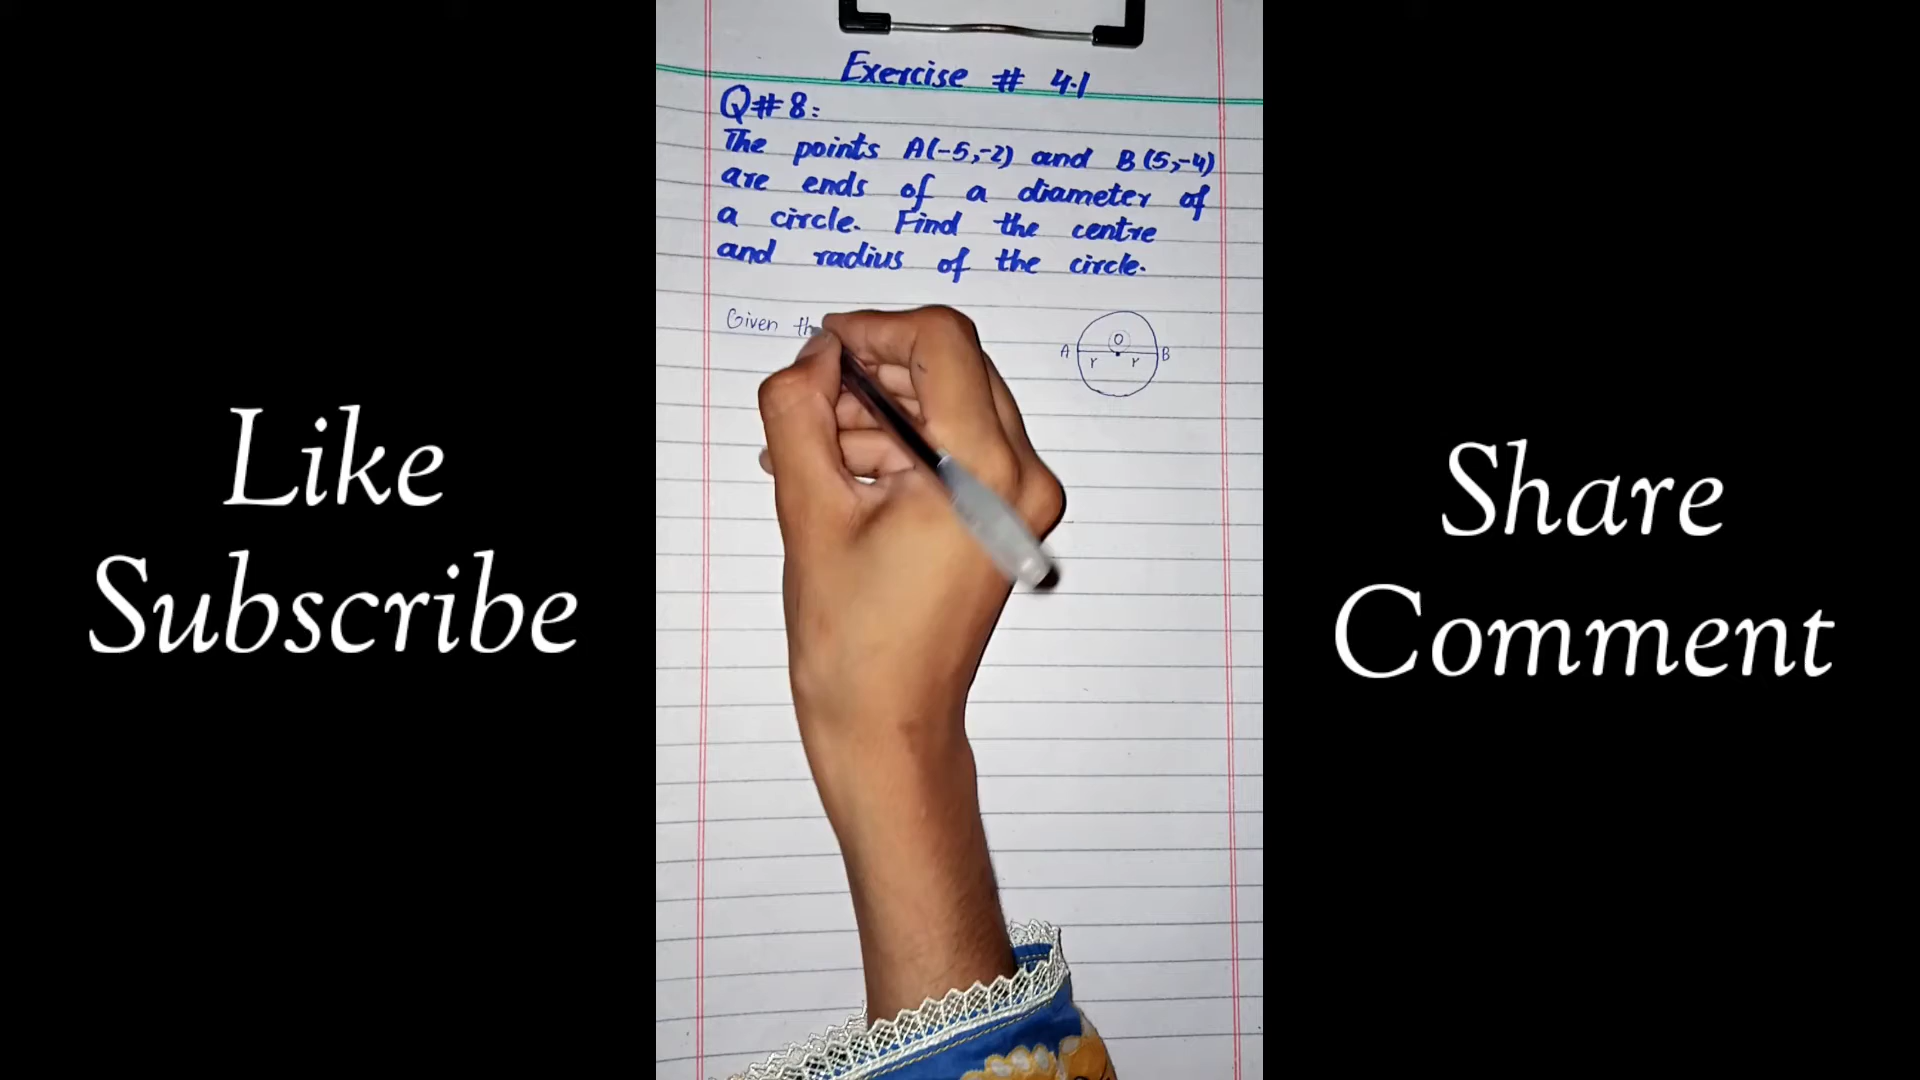 Like
Subscribe
Exercise # 4.1
Q#8:
The points A(-5,-2) and B(5,-4)
are ends of a diameter of
a circle. Find the centre
and radius of the circle.
Given th
O
A
B
r
r
Share
Comment